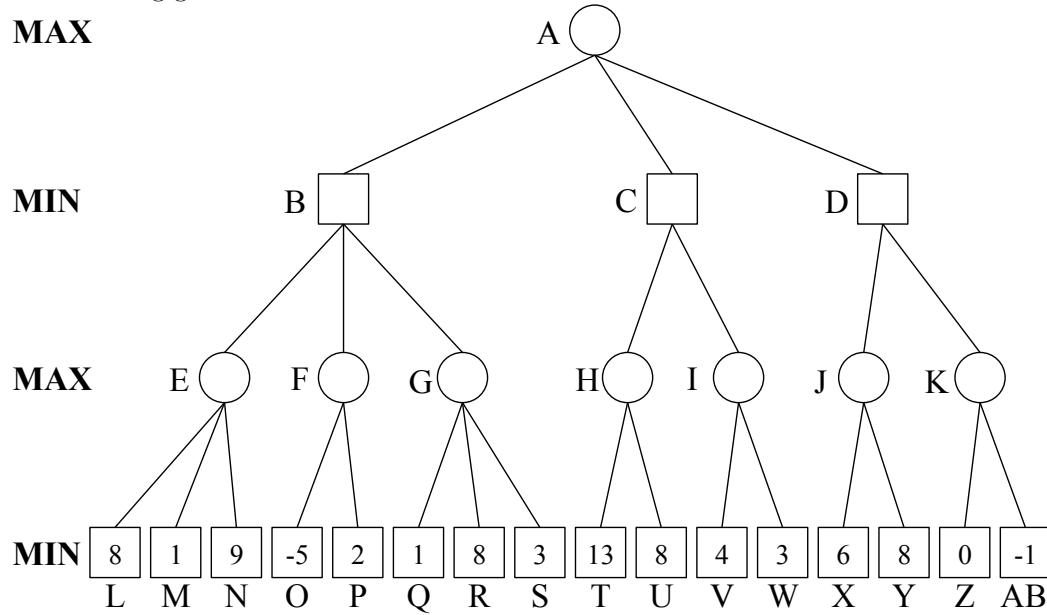 MAX A
MIN B C D
MAX E F G H I J K
MIN 8 1 9 -5 2 1 8 3 13 8 4 3 6 8 0 -1
L M N O P Q R S T U V W X Y Z AB